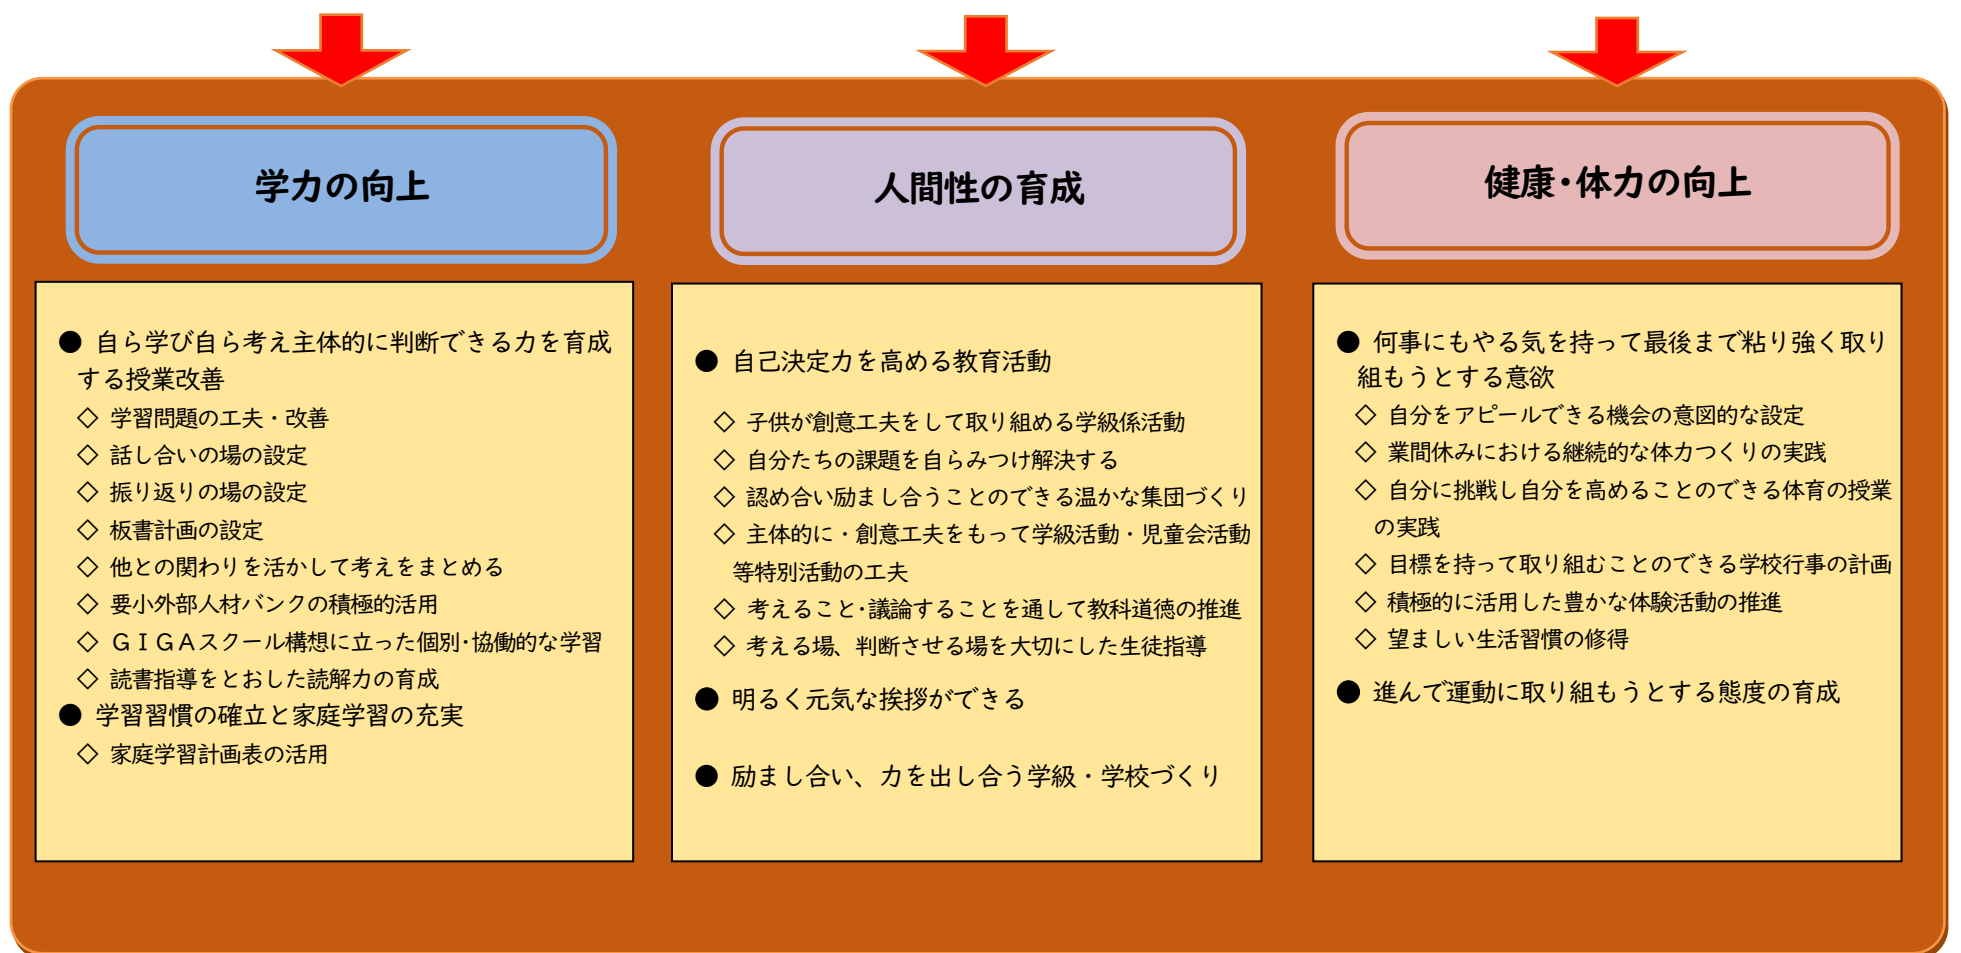 学力の向上
● 自ら学び自ら考え主体的に判断できる力を育成
する授業改善
◇ 学習問題の工夫・改善
◇ 話し合いの場の設定
◇ 振り返りの場の設定
◇ 板書計画の設定
◇ 他との関わりを活かして考えをまとめる
◇ 要小外部人材バンクの積極的活用
◇ ＧＩＧＡスクール構想に立った個別･協働的な学習
◇ 読書指導をとおした読解力の育成
● 学習習慣の確立と家庭学習の充実
◇ 家庭学習計画表の活用
人間性の育成
● 自己決定力を高める教育活動
◇ 子供が創意工夫をして取り組める学級係活動
◇ 自分たちの課題を自らみつけ解決する
◇ 認め合い励まし合うことのできる温かな集団づくり
◇ 主体的に・創意工夫をもって学級活動・児童会活動
等特別活動の工夫
◇ 考えること･議論することを通して教科道徳の推進
◇ 考える場、判断させる場を大切にした生徒指導
● 明るく元気な挨拶ができる
● 励まし合い、力を出し合う学級・学校づくり
健康･体力の向上
● 何事にもやる気を持って最後まで粘り強く取り
組もうとする意欲
◇ 自分をアピールできる機会の意図的な設定
◇ 業間休みにおける継続的な体力つくりの実践
◇ 自分に挑戦し自分を高めることのできる体育の授業
の実践
◇ 目標を持って取り組むことのできる学校行事の計画
◇ 積極的に活用した豊かな体験活動の推進
◇ 望ましい生活習慣の修得
● 進んで運動に取り組もうとする態度の育成